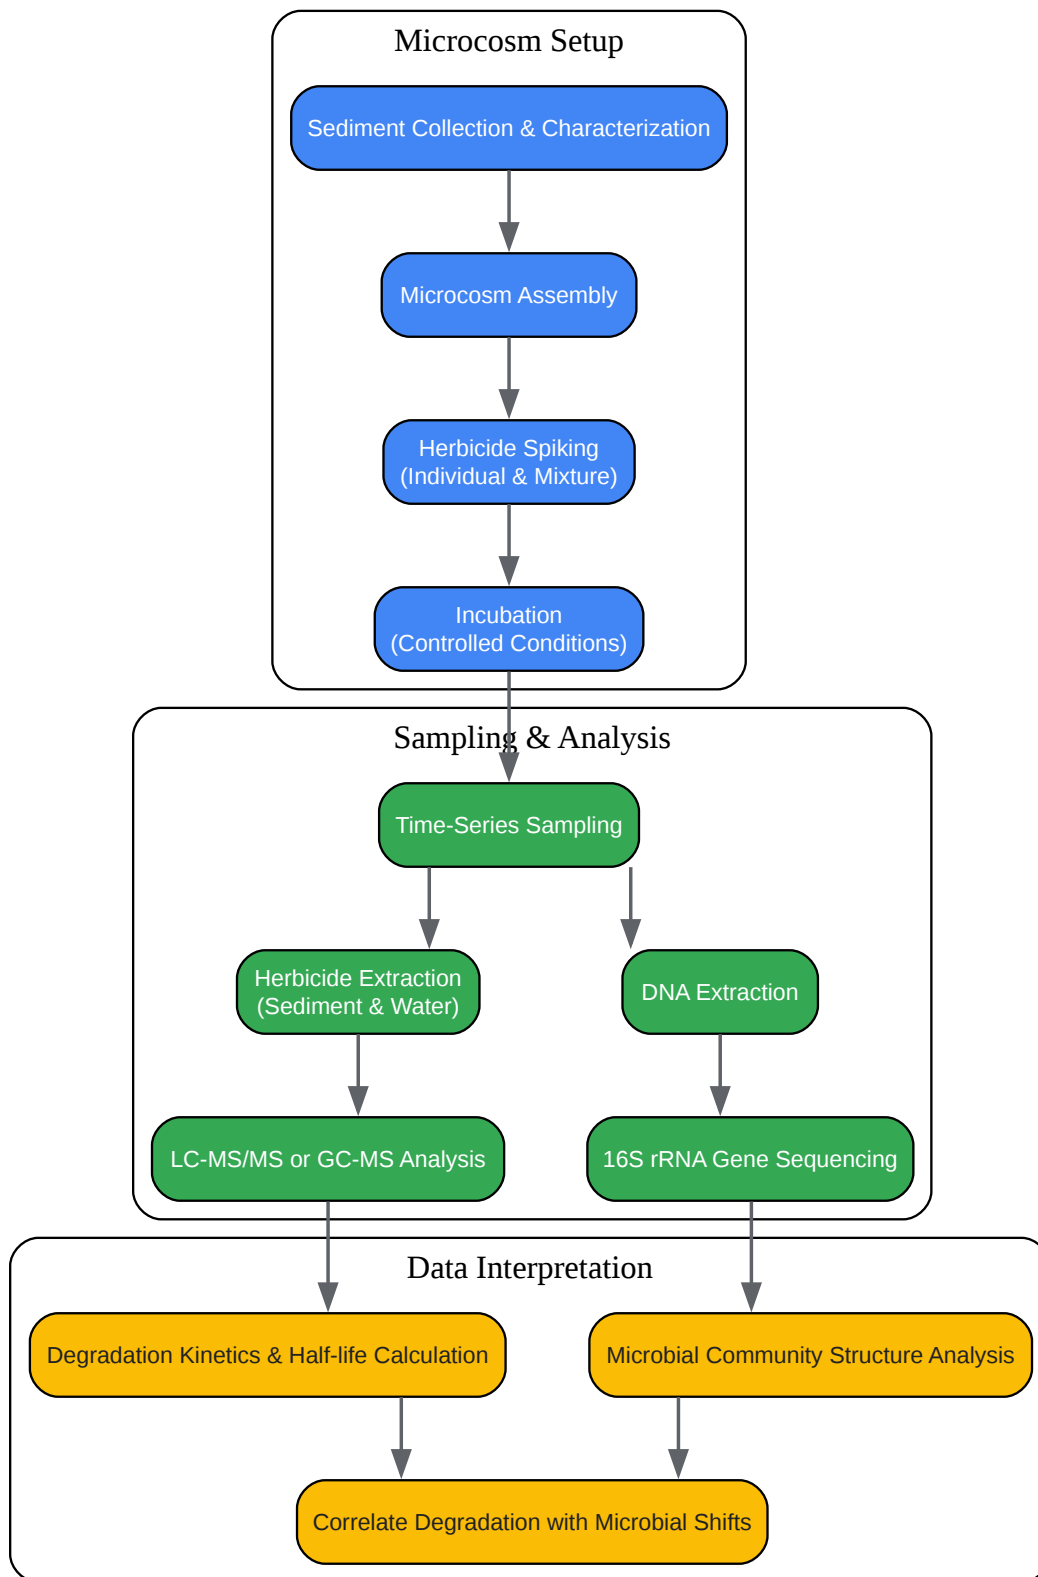 Microcosm Setup
Sediment Collection & Characterization
Microcosm Assembly
Herbicide Spiking
(Individual & Mixture)
Incubation
(Controlled Conditions)
Sampling & Analysis
Time-Series Sampling
Herbicide Extraction
(Sediment & Water)
DNA Extraction
LC-MS/MS or GC-MS Analysis
16S rRNA Gene Sequencing
Data Interpretation
Degradation Kinetics & Half-life Calculation
Microbial Community Structure Analysis
Correlate Degradation with Microbial Shifts